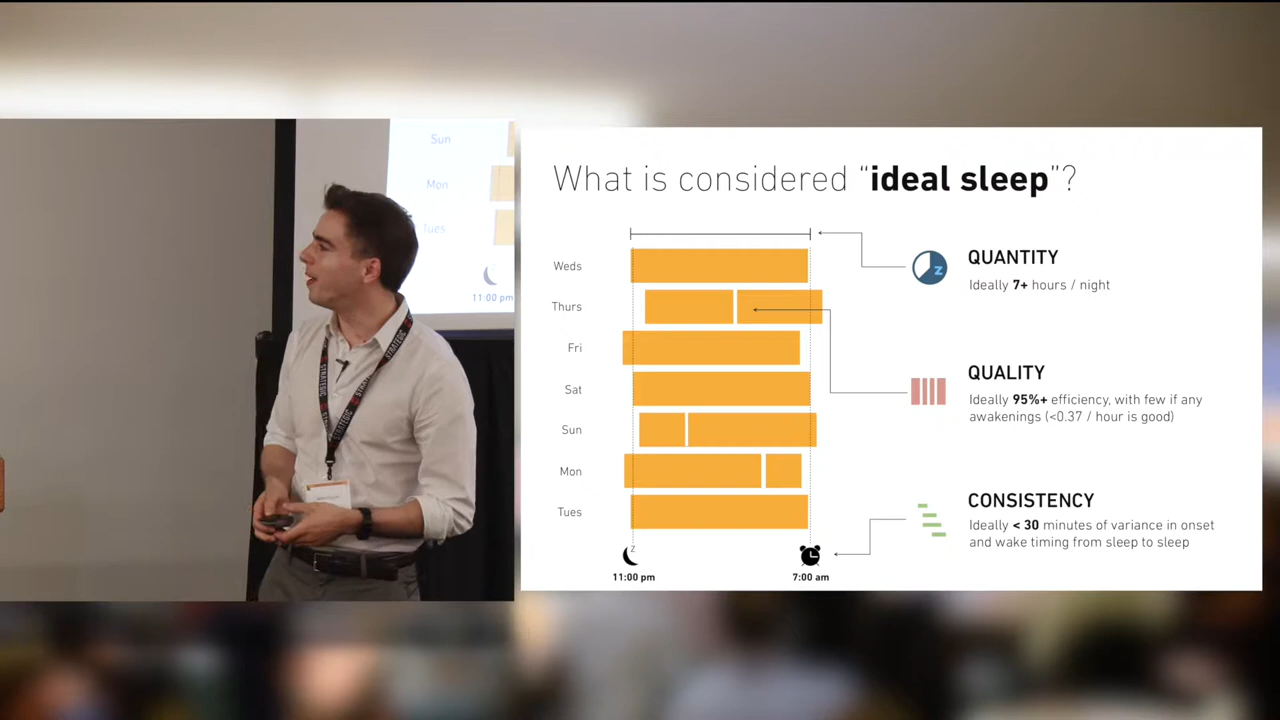 Sun
Mon
Tues
11:00 pm
STRATEGIC
STRATEGIC
What is considered “ideal sleep”?
Weds
Thurs
Fri
Sat
Sun
Mon
Tues
z
11:00 pm
7:00 am
z
QUANTITY
Ideally 7+ hours / night
QUALITY
Ideally 95%+ efficiency, with few if any
awakenings (<0.37 / hour is good)
CONSISTENCY
Ideally < 30 minutes of variance in onset
and wake timing from sleep to sleep